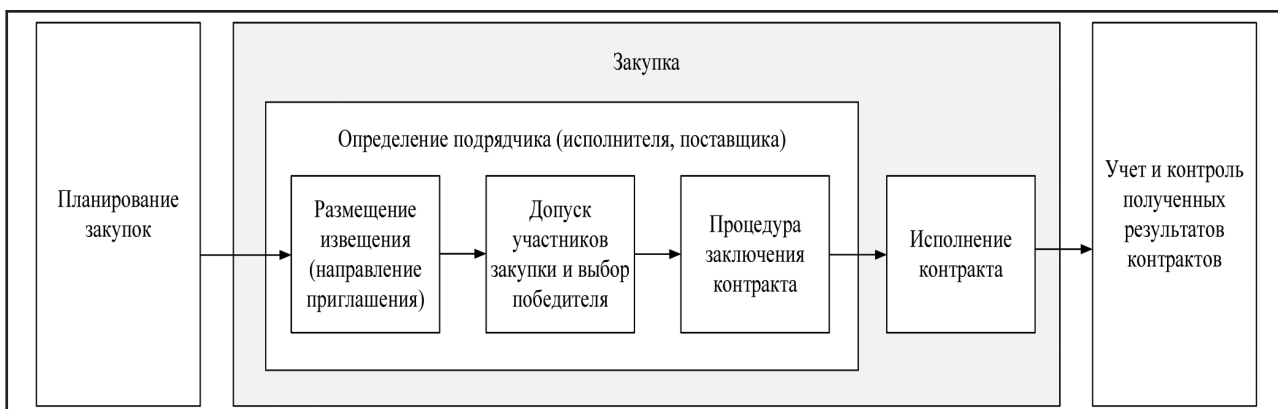 Закупка
Определение подрядчика (исполнителя, поставщика)
Планирование
закупок
Размещение
извещения
(направление
приглашения)
Допуск
участников
закупки и выбор
победителя
Процедура
заключения
контракта
Исполнение
контракта
Учет и контроль
полученных
результатов
контрактов